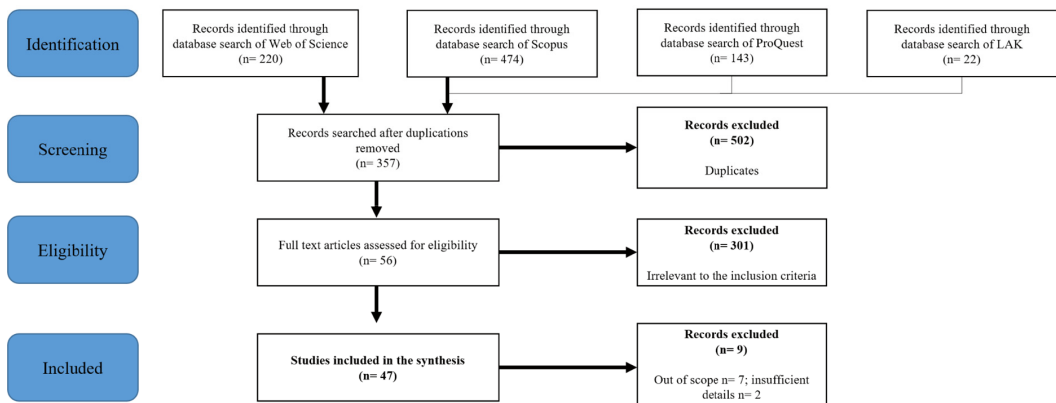 Identification
Records identified through
database search of Web of Science
(n= 220)
Records identified through
database search of Scopus
(n= 474)
Records identified through
database search of ProQuest
(n= 143)
Records identified through
database search of LAK
(n= 22)
Screening
Records searched after duplications
removed
(n= 357)
Records excluded
(n= 502)
Duplicates
Eligibility
Full text articles assessed for eligibility
(n= 56)
Records excluded
(n= 301)
Irrelevant to the inclusion criteria
Included
Studies included in the synthesis
(n= 47)
Records excluded
(n= 9)
Out of scope n= 7; insufficient
details n= 2